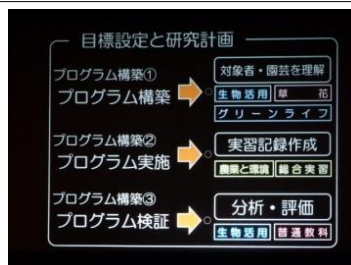 目標設定と研究計画
プログラム構築①
プログラム構築
対象者・園芸を理解
生物活用 草花
グリーンライフ
プログラム構築②
プログラム実施
実習記録作成
農業と環境 総合実習
プログラム構築③
プログラム検証
分析・評価
生物活用 普通教科